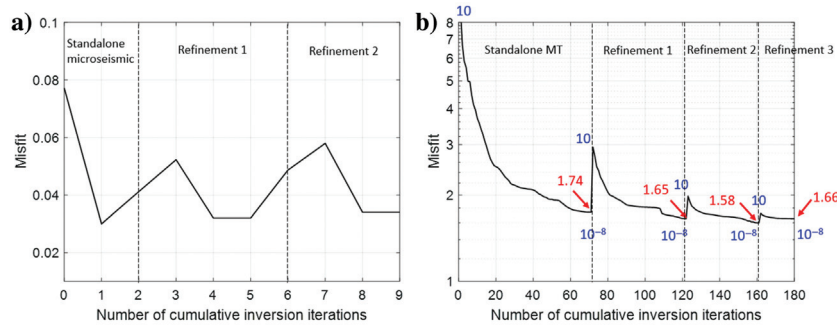 a)
0.1
0.08
0.06
0.04
0.02
Misfit
Standalone
microseismic
Refinement 1
Refinement 2
0 1 2 3 4 5 6 7 8 9
Number of cumulative inversion iterations
b)
10
8
7
6
5
4
3
2
1
Misfit
Standalone MT
Refinement 1
Refinement 2
Refinement 3
10
10
10
1.74
1.65
1.58
1.66
10⁻⁸
10⁻⁸
10⁻⁸
10⁻⁸
0 20 40 60 80 100 120 140 160 180
Number of cumulative inversion iterations